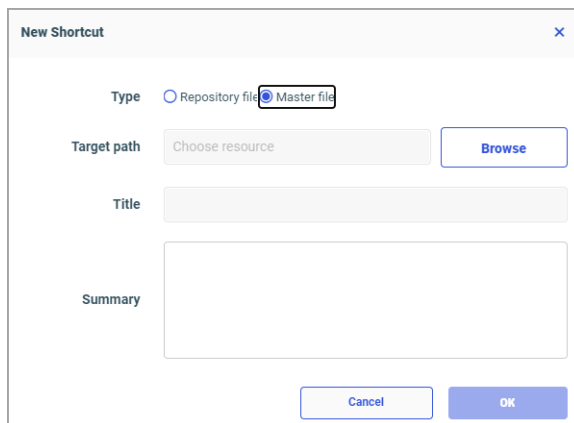 New Shortcut
Type Repository file Master file
Target path Choose resource Browse
Title
Summary
Cancel OK